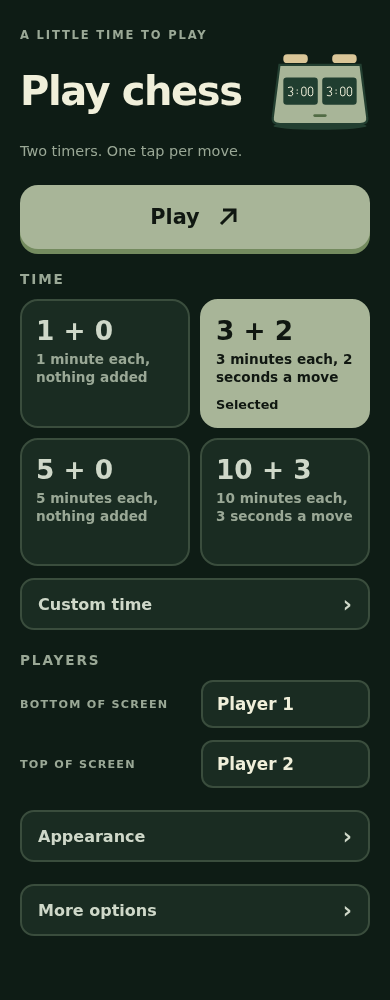 A LITTLE TIME TO PLAY
Play chess
3:00 3:00
Two timers. One tap per move.
Play
TIME
1 + 0
1 minute each,
nothing added
3 + 2
3 minutes each, 2
seconds a move
Selected
5 + 0
5 minutes each,
nothing added
10 + 3
10 minutes each,
3 seconds a move
Custom time
PLAYERS
BOTTOM OF SCREEN
Player 1
TOP OF SCREEN
Player 2
Appearance
More options